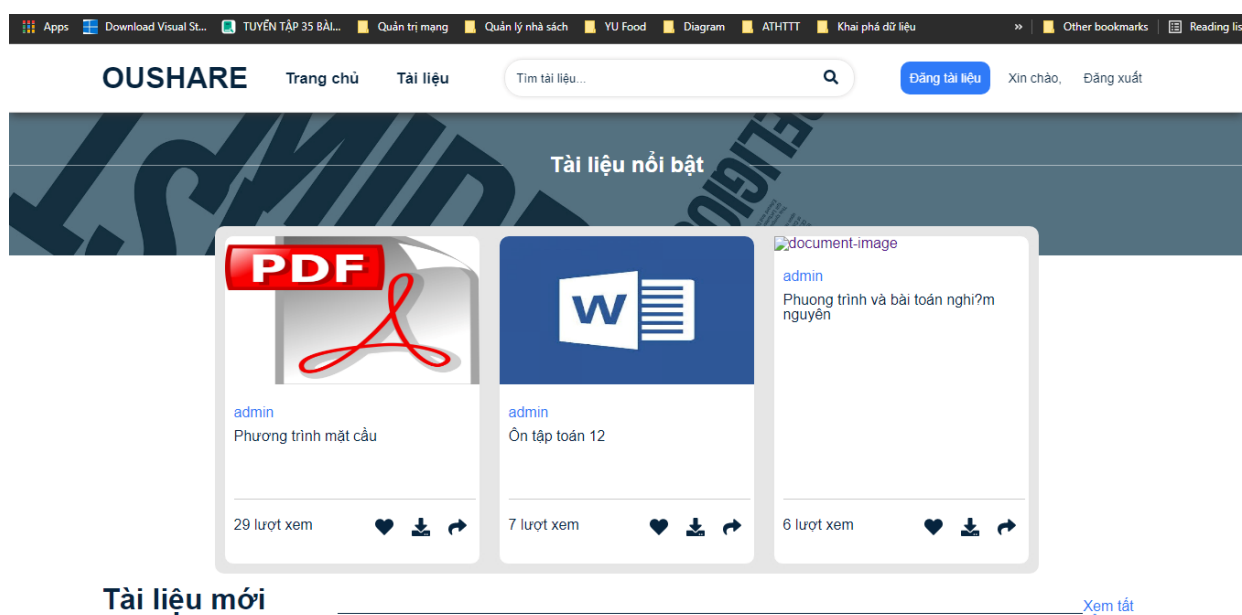 Apps Download Visual St... TUYỂN TẬP 35 BÀI... Quản trị mạng Quản lý nhà sách YU Food Diagram ATHTTT Khai phá dữ liệu » Other bookmarks Reading lis
OUSHARE Trang chủ Tài liệu Tìm tài liệu... Đăng tài liệu Xin chào, Đăng xuất
Tài liệu nổi bật
PDF
W
document-image
admin
Phuong trình và bài toán nghi?m
nguyên
admin
Phương trình mặt cầu
admin
Ôn tập toán 12
29 lượt xem
7 lượt xem
6 lượt xem
Tài liệu mới
Xem tất